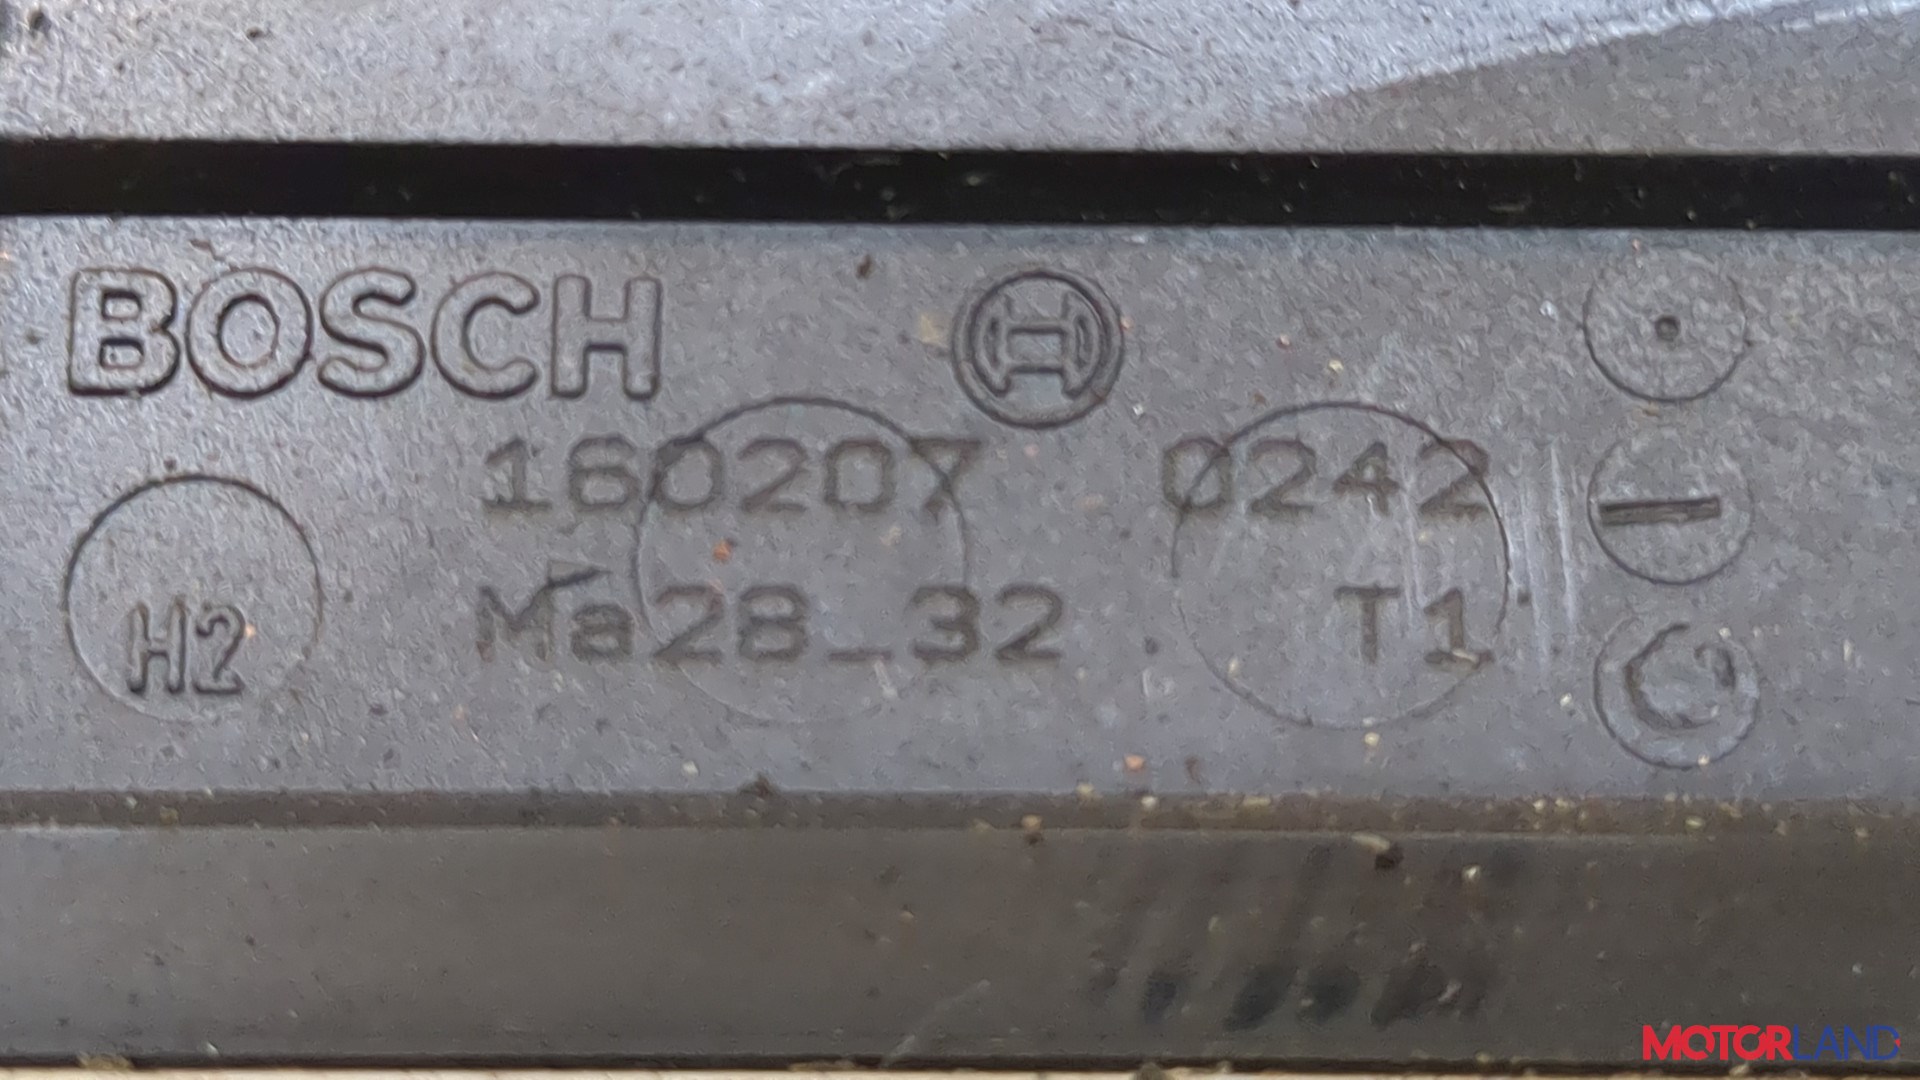 BOSCH
160207 0242
H2
Ma28_32 T1
MOTORLAND